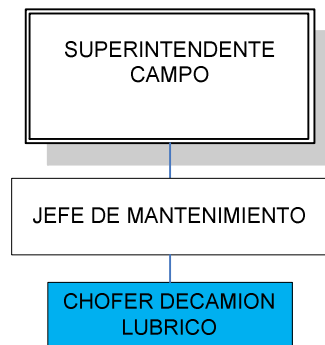 SUPERINTENDENTE
CAMPO
JEFE DE MANTENIMIENTO
CHOFER DECAMION
LUBRICO